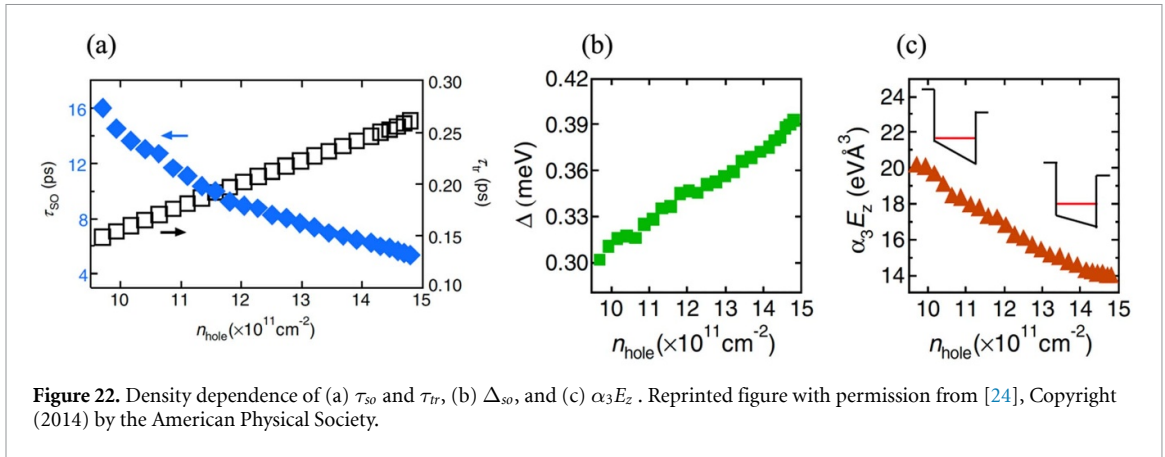 (a)
(b)
(c)
16
12
8
4
τSO (ps)
0.30
0.25
0.20
0.15
0.10
τtr (ps)
10 11 12 13 14 15
nhole(×10¹¹cm⁻²)
0.42
0.39
0.36
0.33
0.30
Δ (meV)
10 11 12 13 14 15
nhole(×10¹¹cm⁻²)
24
22
20
18
16
14
α₃Ez (eVÅ³)
10 11 12 13 14 15
nhole(×10¹¹cm⁻²)
Figure 22. Density dependence of (a) τso and τtr, (b) Δso, and (c) α₃Ez . Reprinted figure with permission from [24], Copyright
(2014) by the American Physical Society.